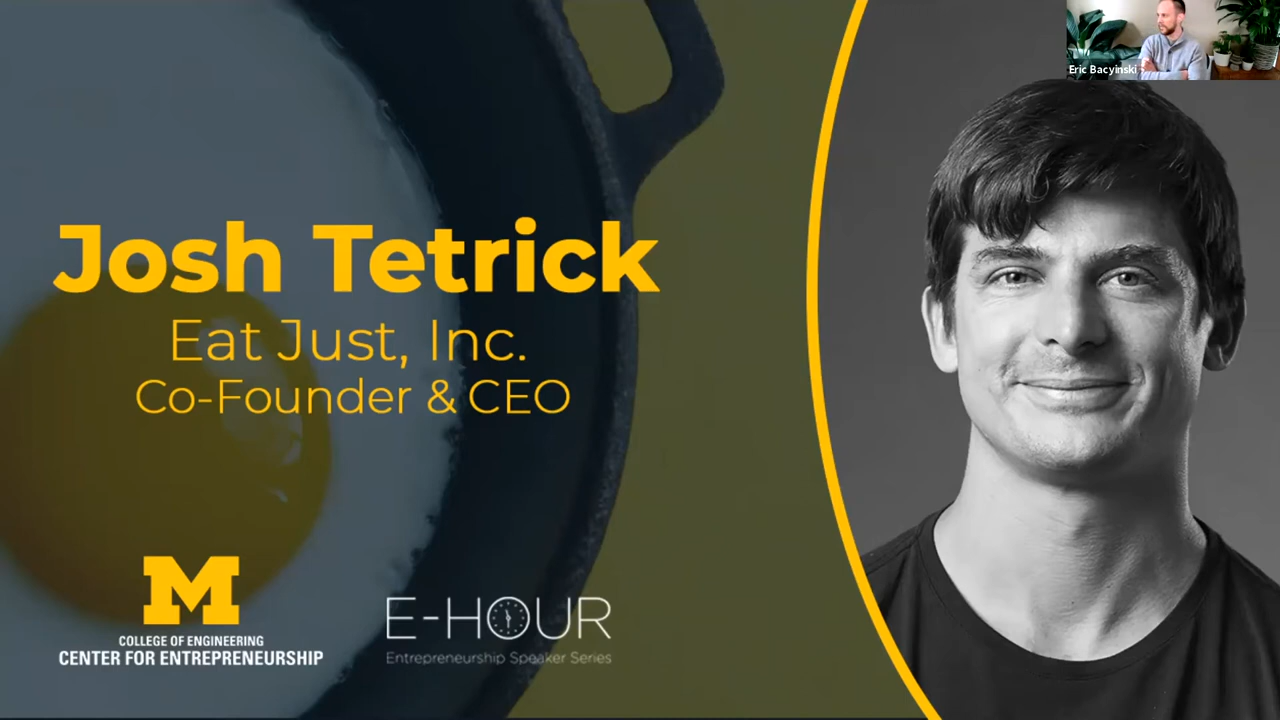 Eric Bacyinski
Josh Tetrick
Eat Just, Inc.
Co-Founder & CEO
M
COLLEGE OF ENGINEERING
CENTER FOR ENTREPRENEURSHIP
E-HOUR
Entrepreneurship Speaker Series